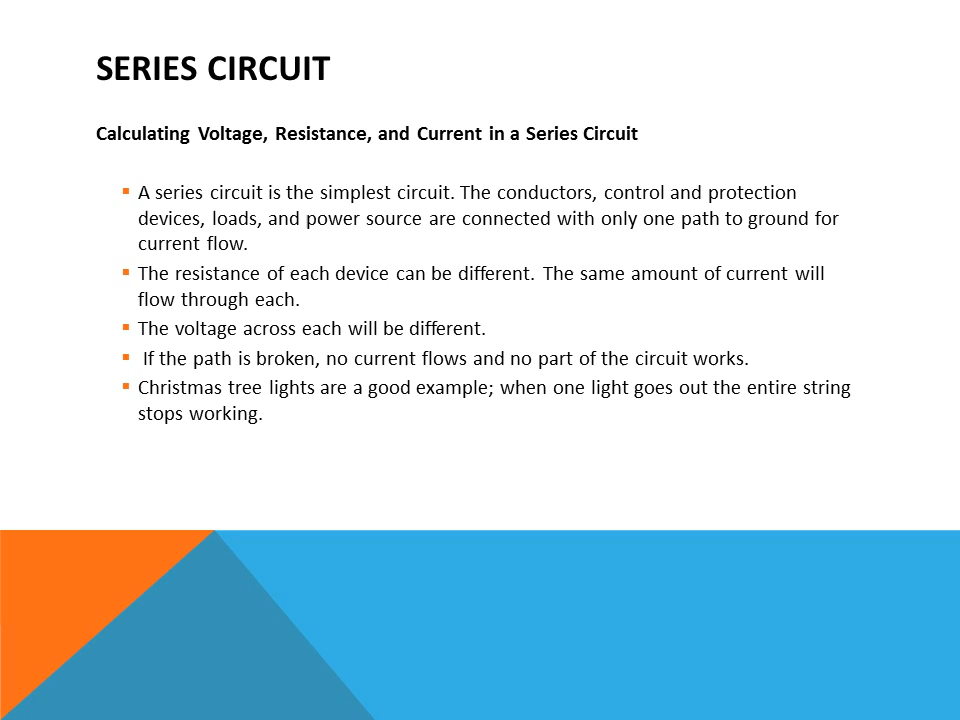 SERIES CIRCUIT
Calculating Voltage, Resistance, and Current in a Series Circuit
▪ A series circuit is the simplest circuit. The conductors, control and protection
devices, loads, and power source are connected with only one path to ground for
current flow.
▪ The resistance of each device can be different. The same amount of current will
flow through each.
▪ The voltage across each will be different.
▪ If the path is broken, no current flows and no part of the circuit works.
▪ Christmas tree lights are a good example; when one light goes out the entire string
stops working.